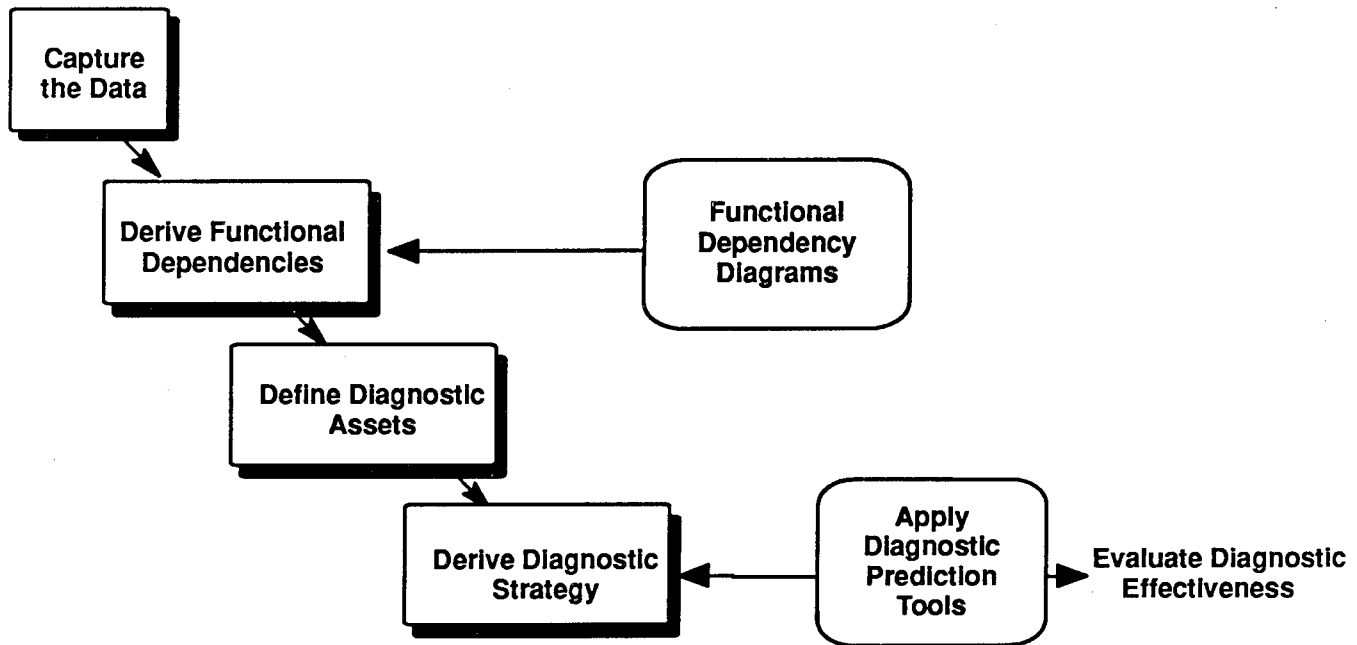 Capture
the Data
Derive Functional
Dependencies
Functional
Dependency
Diagrams
Define Diagnostic
Assets
Derive Diagnostic
Strategy
Apply
Diagnostic
Prediction
Tools
Evaluate Diagnostic
Effectiveness